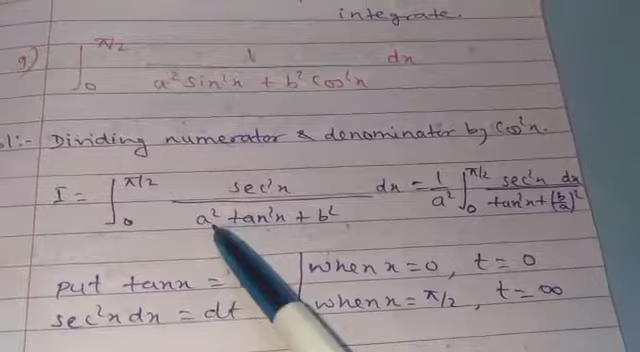 integrate.
9) ∫₀^π/2 1/(a² sin²x + b² cos²x) dx
Dividing numerator & denominator by cos²x.
I = ∫₀^π/2 sec²x/(a² tan²x + b²) dx = 1/a² ∫₀^π/2 sec²x dx/(tan²x + (b/a)²)
put tanx = | when x = 0, t = 0
sec²x dx = dt | when x = π/2, t = ∞